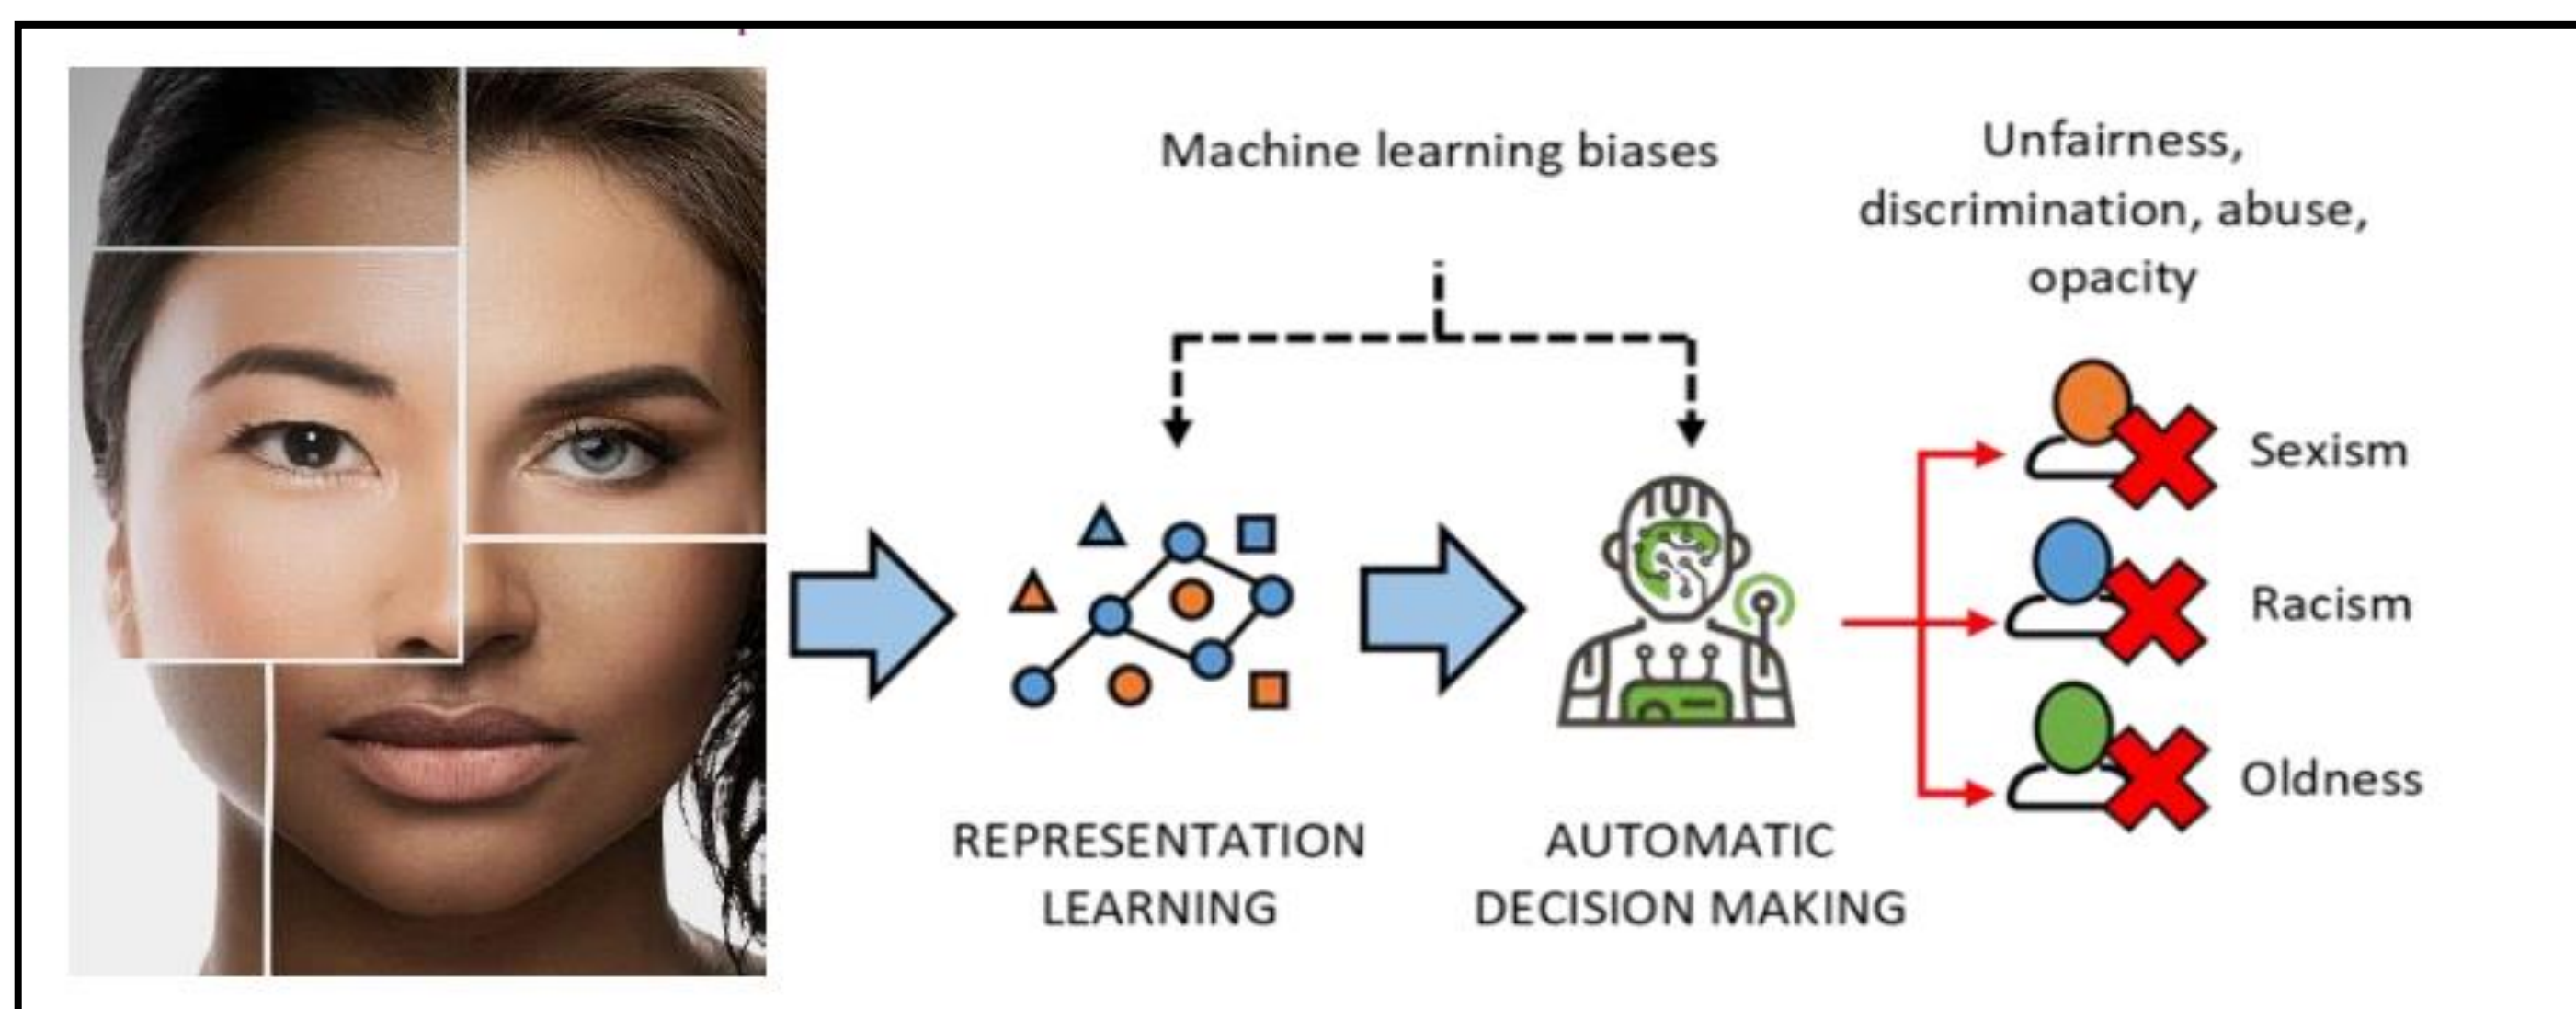 Machine learning biases
Unfairness,
discrimination, abuse,
opacity
Sexism
Racism
Oldness
REPRESENTATION
LEARNING
AUTOMATIC
DECISION MAKING